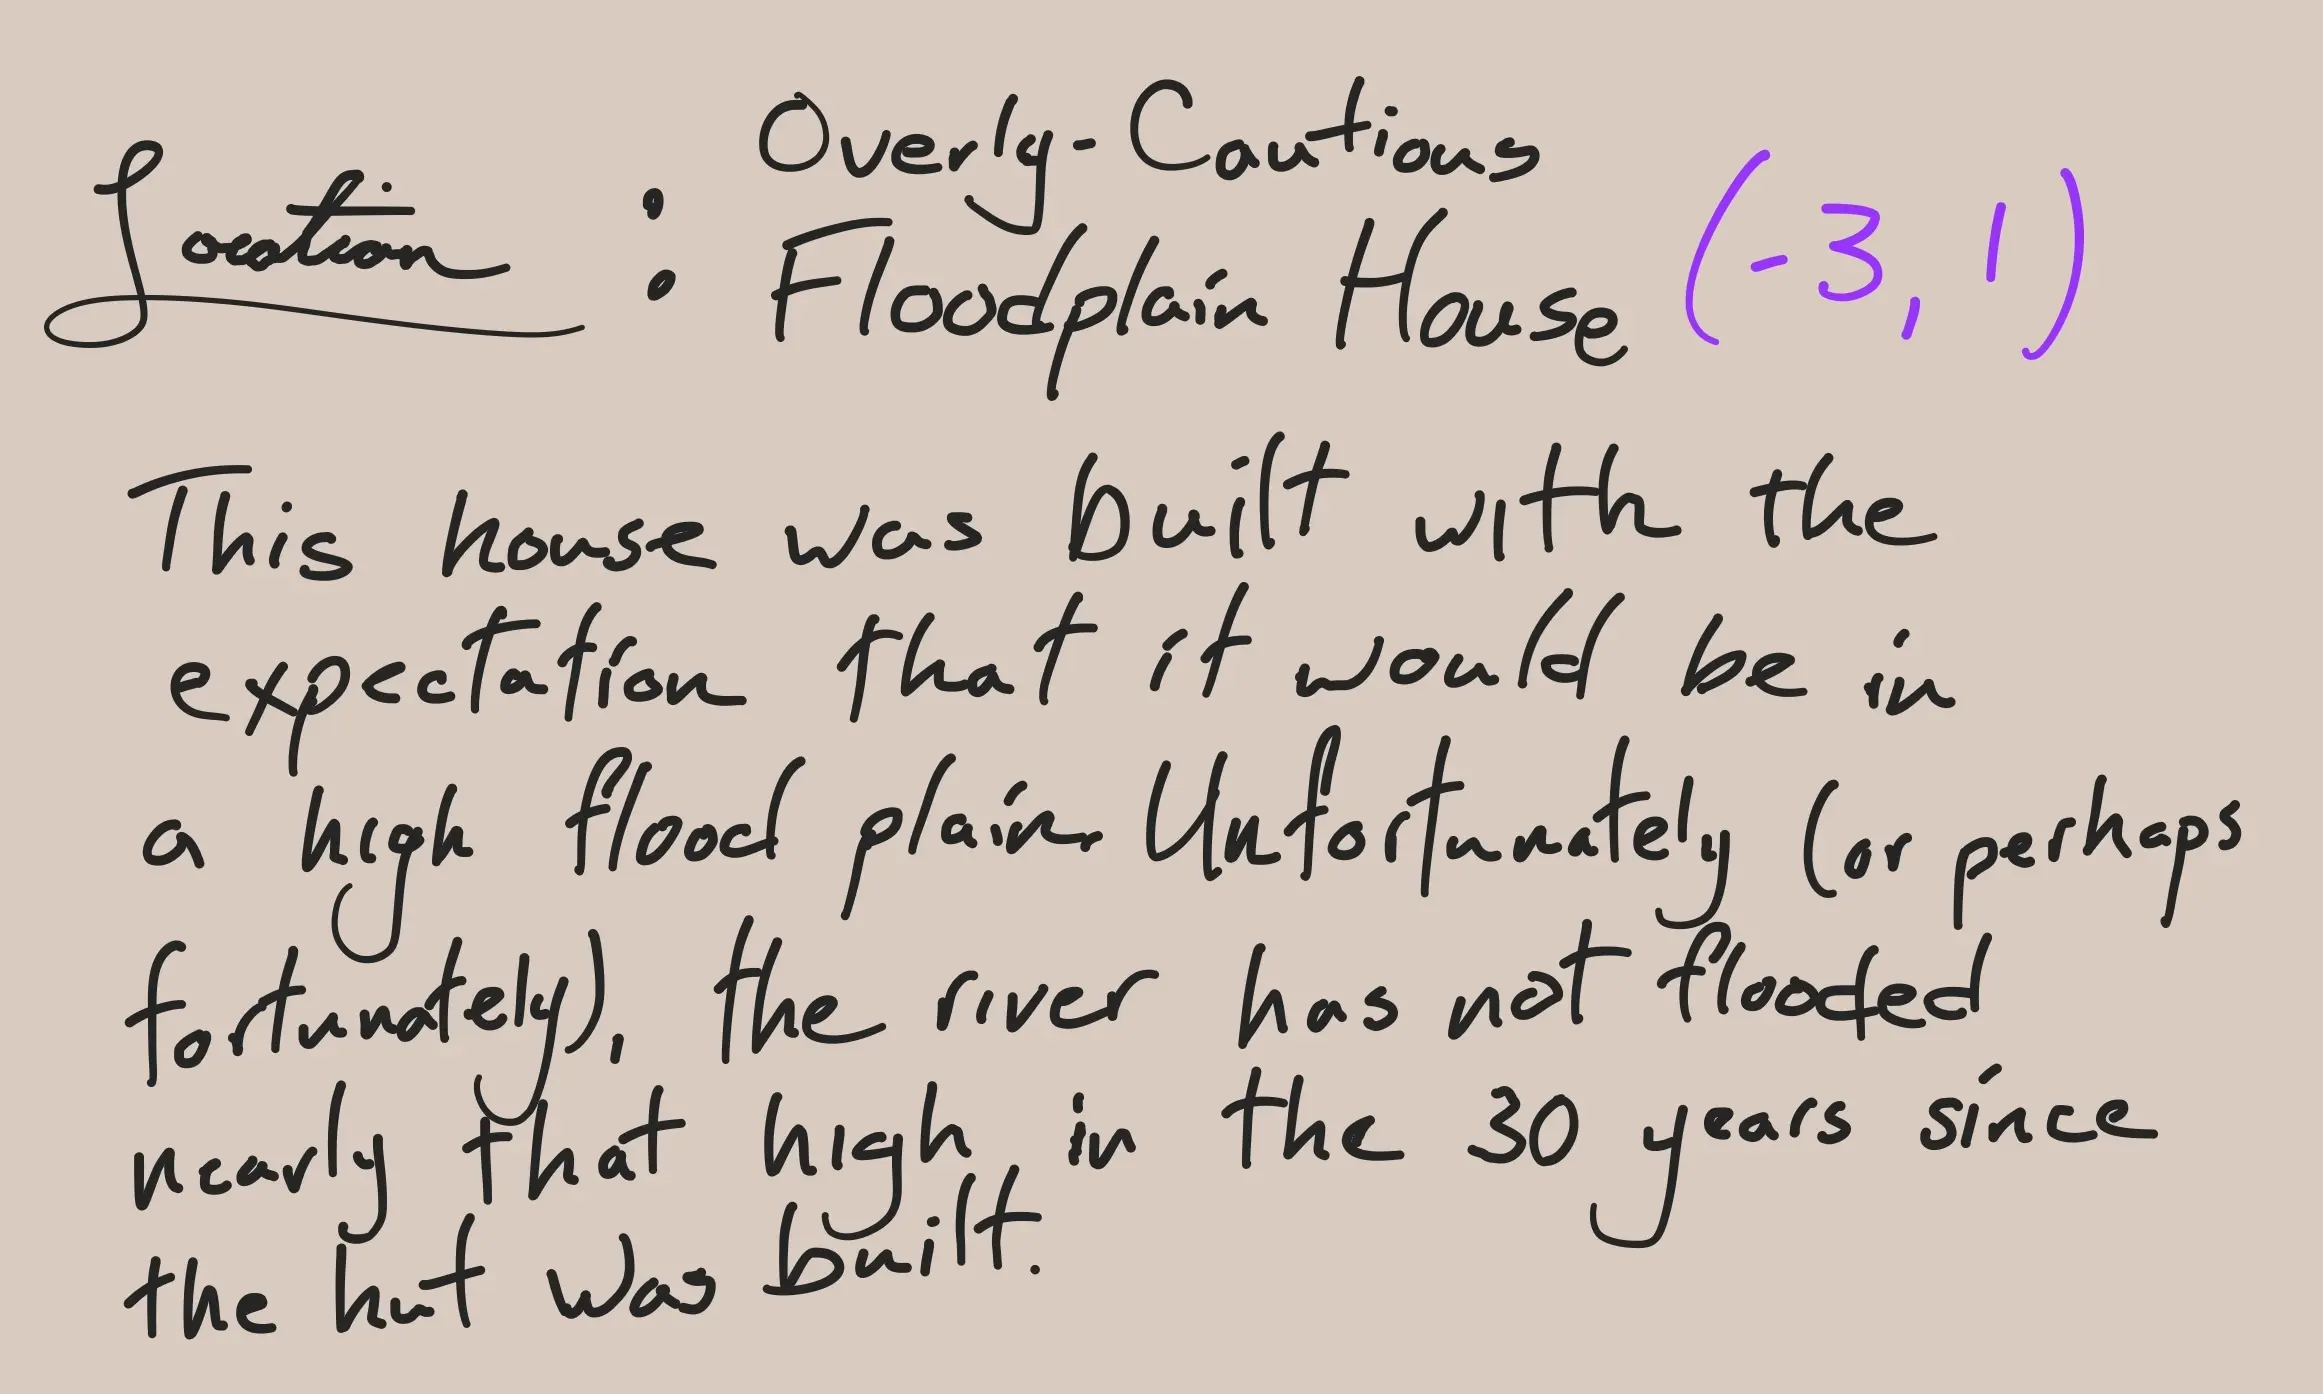 Location : Overly-Cautious
Floodplain House (-3, 1)
This house was built with the
expectation that it would be in
a high flood plain. Unfortunately (or perhaps
fortunately), the river has not flooded
nearly that high in the 30 years since
the hut was built.